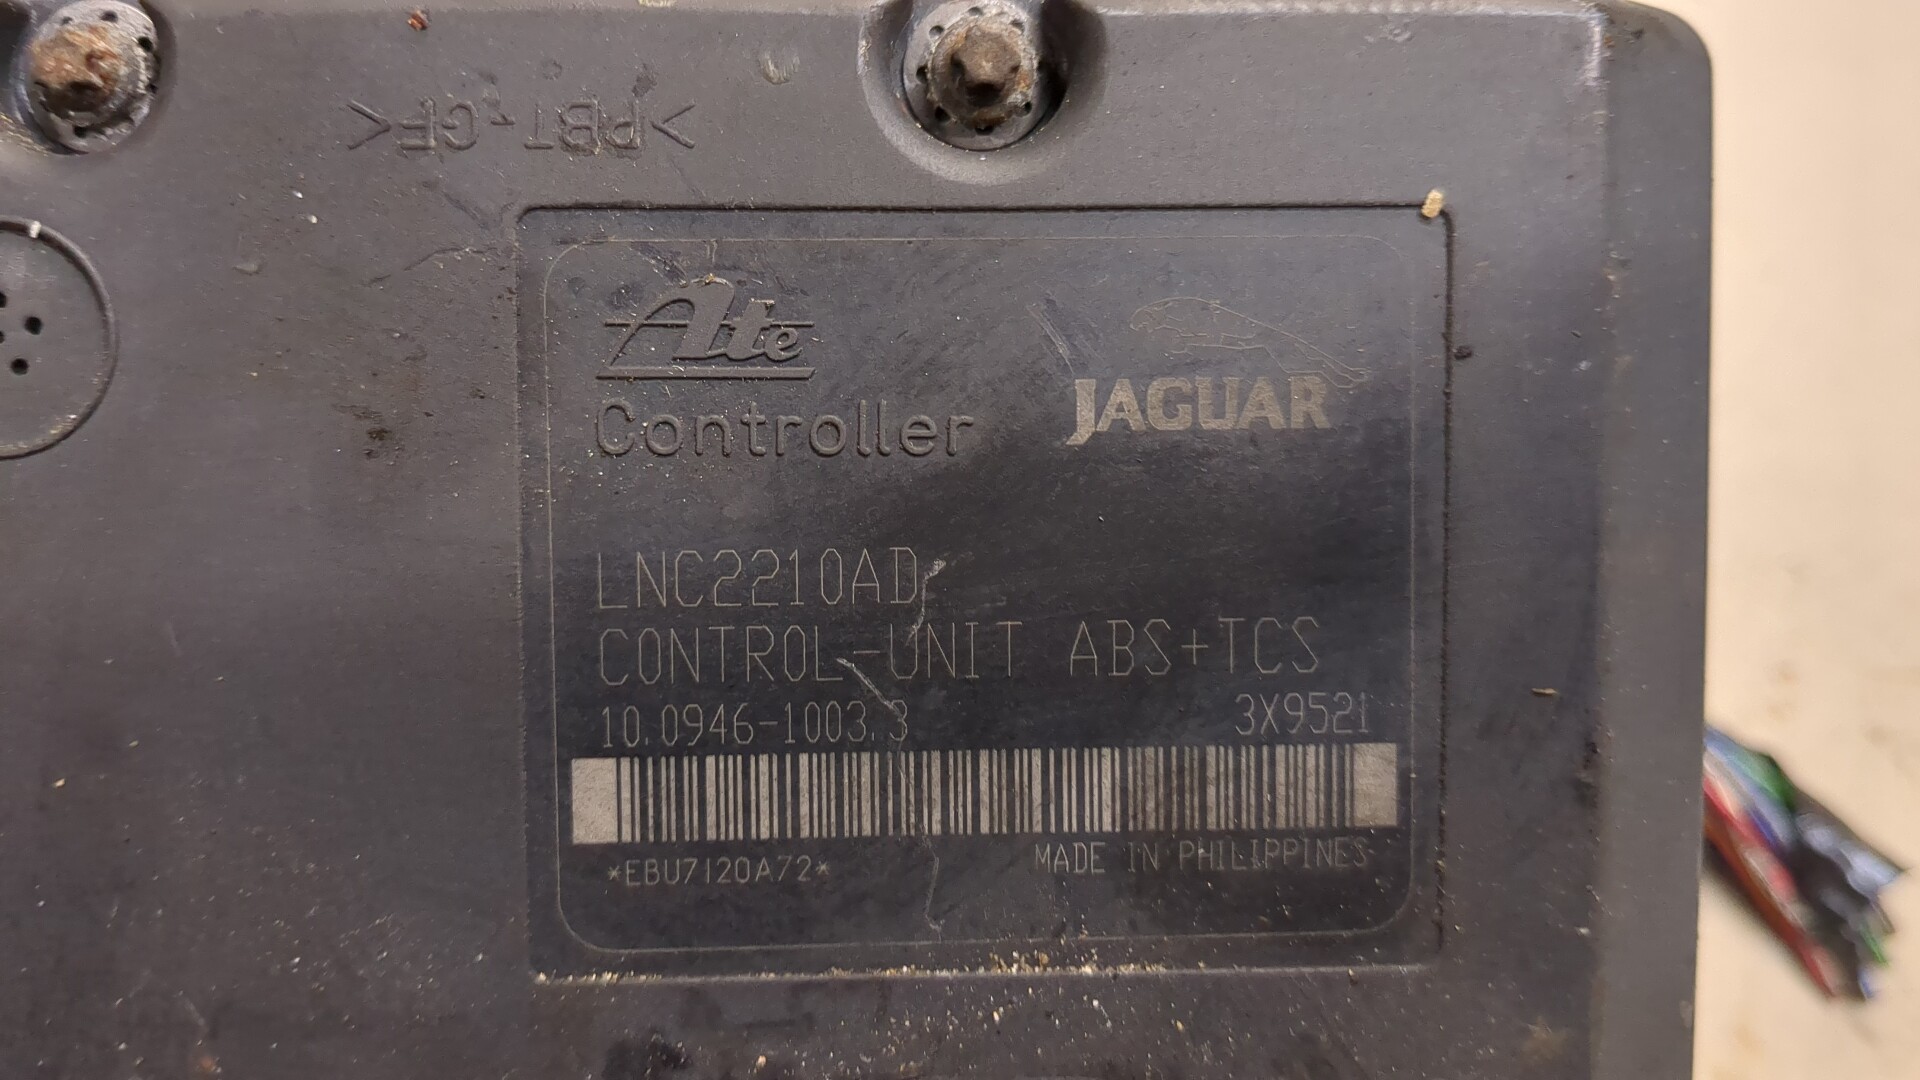 >PBT-GF<
Ate
Controller
JAGUAR
LNC2210AD
CONTROL-UNIT ABS+TCS
10.0946-1003.3 3X9521
*EBU7120A72*
MADE IN PHILIPPINES